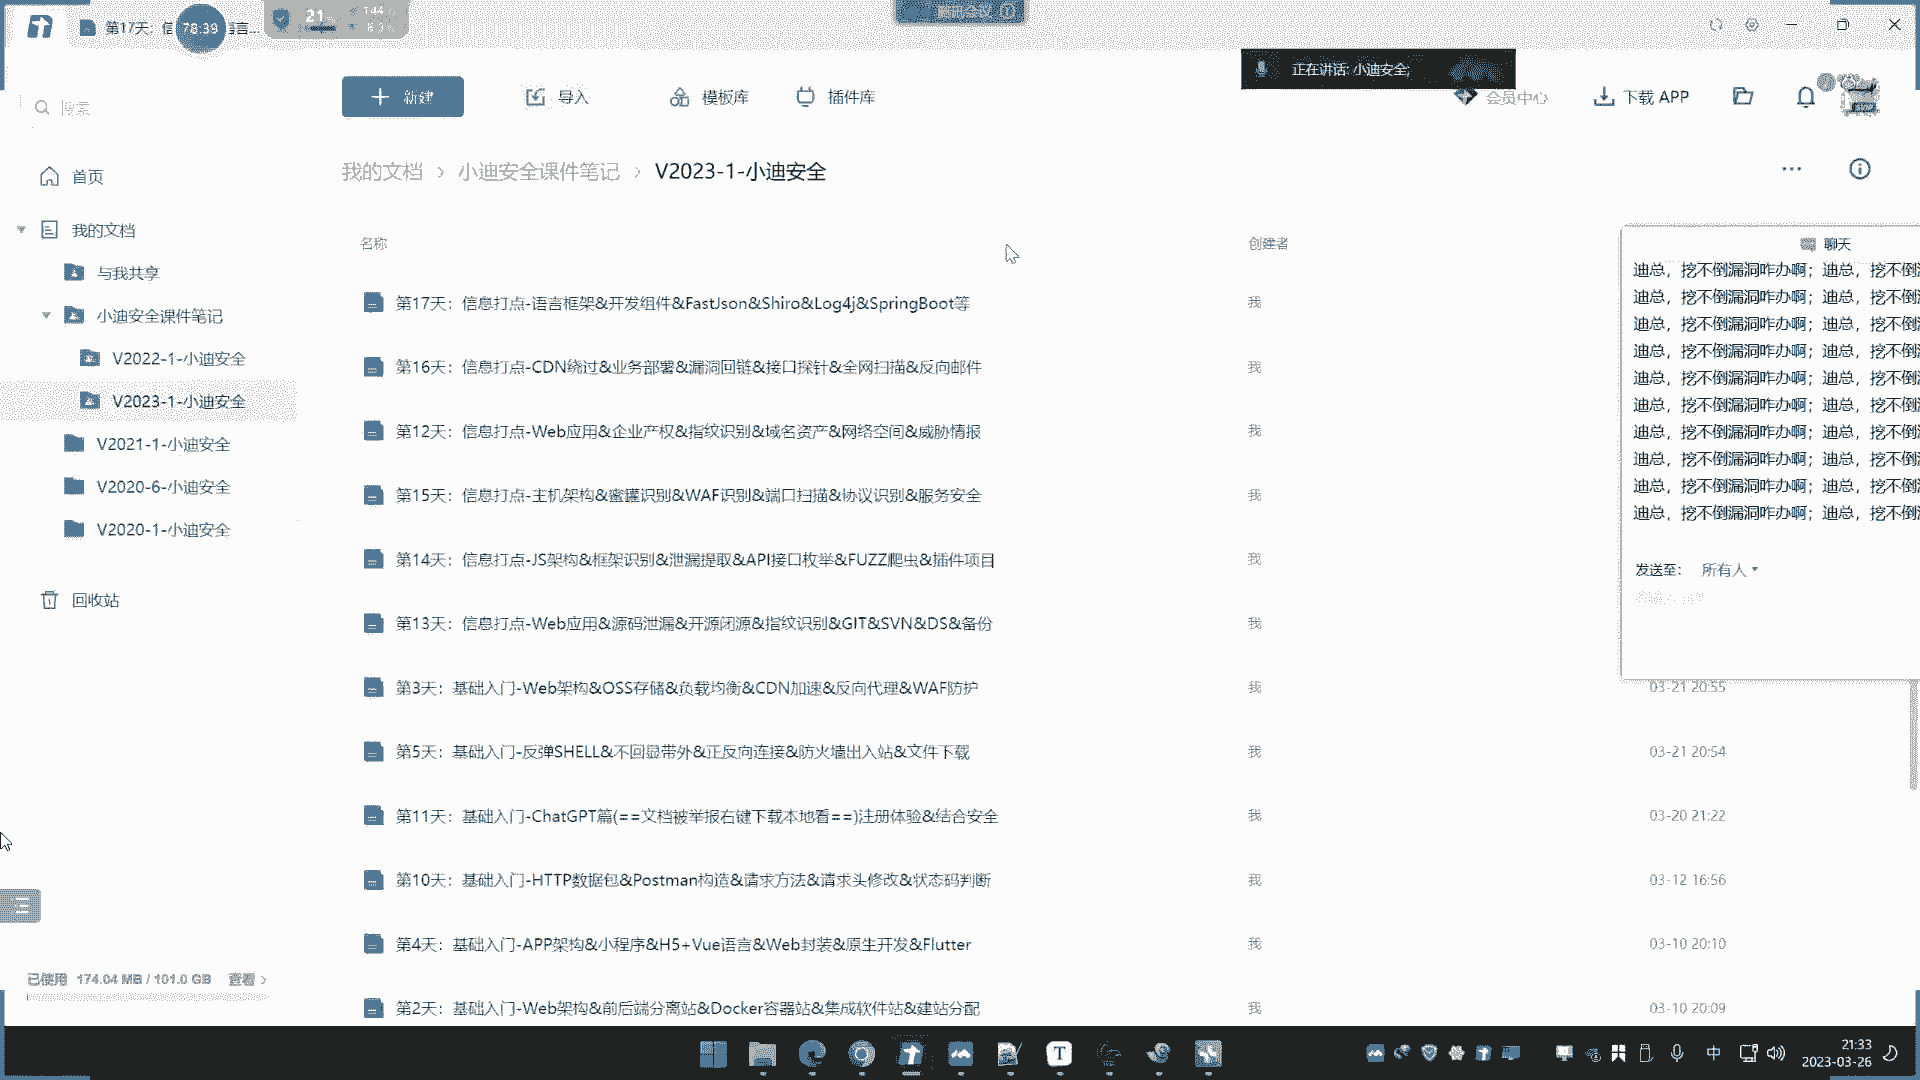 第17天：信
78:39
言...
21
腾讯会议
正在讲话: 小迪安全;
搜索
新建
导入
模板库
插件库
会员中心
下载 APP
首页
我的文档 › 小迪安全课件笔记 › V2023-1-小迪安全
我的文档
与我共享
小迪安全课件笔记
V2022-1-小迪安全
V2023-1-小迪安全
V2021-1-小迪安全
V2020-6-小迪安全
V2020-1-小迪安全
回收站
已使用 174.04 MB / 101.0 GB 查看 ›
名称 创建者
第17天：信息打点-语言框架&开发组件&FastJson&Shiro&Log4j&SpringBoot等 我
第16天：信息打点-CDN绕过&业务部署&漏洞回链&接口探针&全网扫描&反向邮件 我
第12天：信息打点-Web应用&企业产权&指纹识别&域名资产&网络空间&威胁情报 我
第15天：信息打点-主机架构&蜜罐识别&WAF识别&端口扫描&协议识别&服务安全 我
第14天：信息打点-JS架构&框架识别&泄漏提取&API接口枚举&FUZZ爬虫&插件项目 我
第13天：信息打点-Web应用&源码泄漏&开源闭源&指纹识别&GIT&SVN&DS&备份 我
第3天：基础入门-Web架构&OSS存储&负载均衡&CDN加速&反向代理&WAF防护 我 03-21 20:55
第5天：基础入门-反弹SHELL&不回显带外&正反向连接&防火墙出入站&文件下载 我 03-21 20:54
第11天：基础入门-ChatGPT篇(==文档被举报右键下载本地看==)注册体验&结合安全 我 03-20 21:22
第10天：基础入门-HTTP数据包&Postman构造&请求方法&请求头修改&状态码判断 我 03-12 16:56
第4天：基础入门-APP架构&小程序&H5+Vue语言&Web封装&原生开发&Flutter 我 03-10 20:10
第2天：基础入门-Web架构&前后端分离站&Docker容器站&集成软件站&建站分配 我 03-10 20:09
聊天
迪总，挖不倒漏洞咋办啊；迪总，挖不倒
迪总，挖不倒漏洞咋办啊；迪总，挖不倒
迪总，挖不倒漏洞咋办啊；迪总，挖不倒
迪总，挖不倒漏洞咋办啊；迪总，挖不倒
迪总，挖不倒漏洞咋办啊；迪总，挖不倒
迪总，挖不倒漏洞咋办啊；迪总，挖不倒
迪总，挖不倒漏洞咋办啊；迪总，挖不倒
迪总，挖不倒漏洞咋办啊；迪总，挖不倒
迪总，挖不倒漏洞咋办啊；迪总，挖不倒
迪总，挖不倒漏洞咋办啊；迪总，挖不倒
发送至： 所有人
中
21:33
2023-03-26